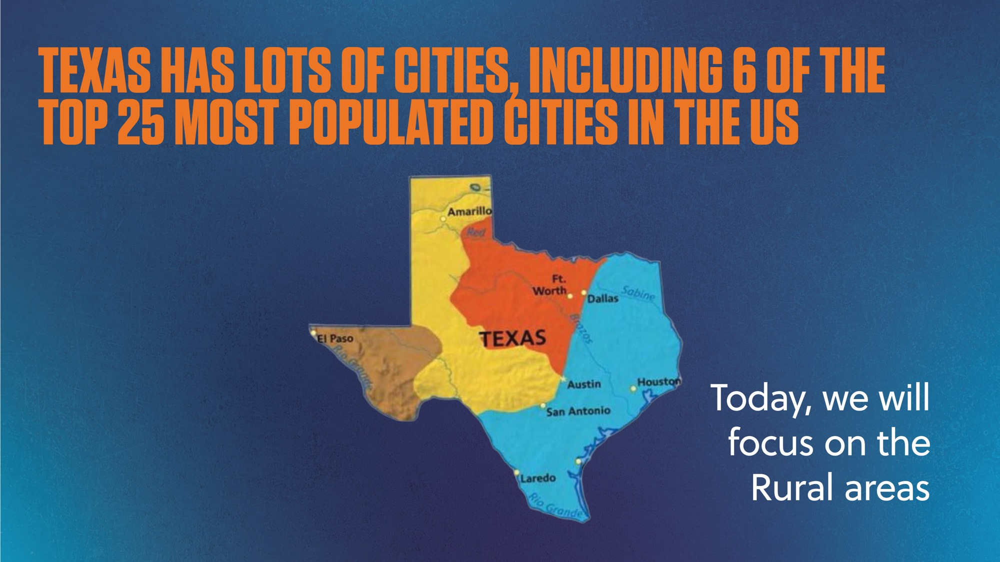 TEXAS HAS LOTS OF CITIES, INCLUDING 6 OF THE
TOP 25 MOST POPULATED CITIES IN THE US
Amarillo
Red
Ft.
Worth
Dallas
Sabine
Brazos
TEXAS
El Paso
Rio Grande
Austin
Houston
San Antonio
Laredo
Rio Grande
Today, we will
focus on the
Rural areas